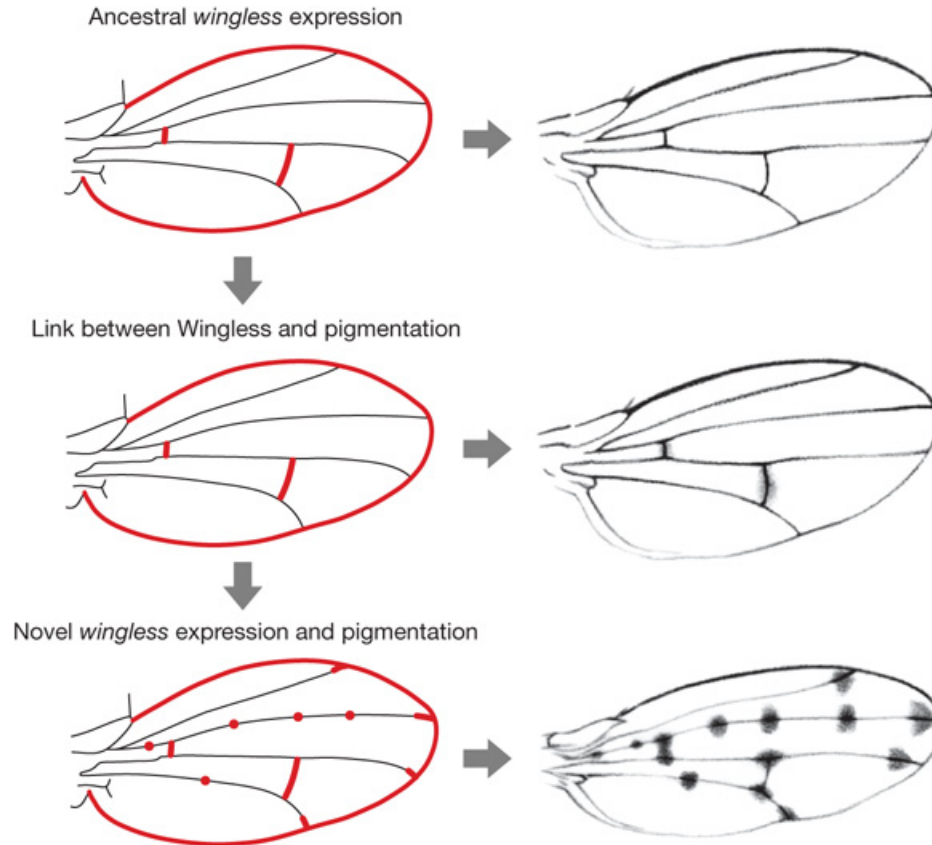 Ancestral wingless expression
Link between Wingless and pigmentation
Novel wingless expression and pigmentation